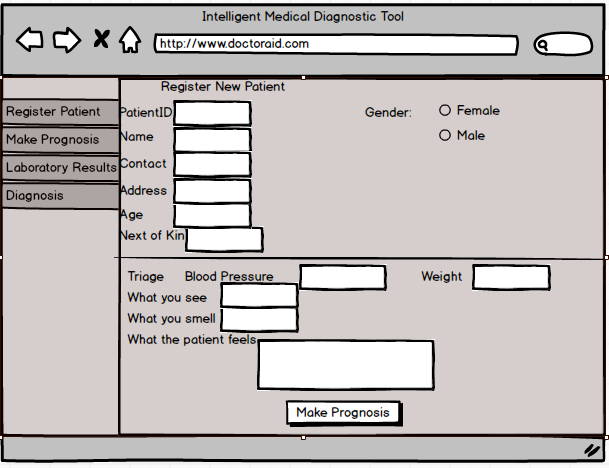 Intelligent Medical Diagnostic Tool
http://www.doctoraid.com
Register New Patient
Register Patient
Make Prognosis
Laboratory Results
Diagnosis
PatientID
Name
Contact
Address
Age
Next of Kin
Gender:
Female
Male
Triage Blood Pressure Weight
What you see
What you smell
What the patient feels
Make Prognosis